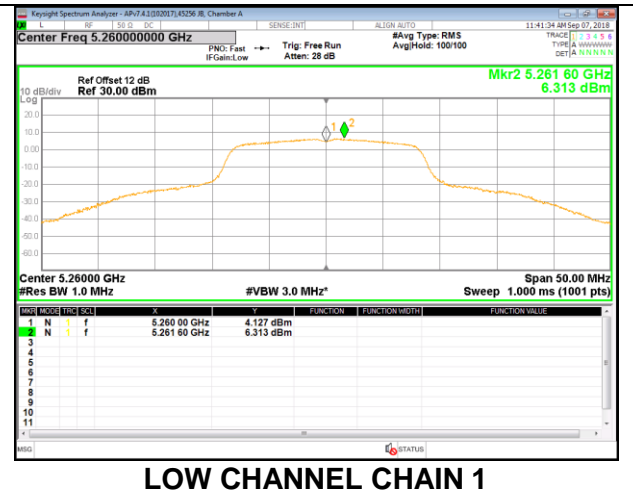 Keysight Spectrum Analyzer - APv7.4.1(102017),45256 JB, Chamber A
L RF 50 Ω DC SENSE:INT ALIGN AUTO 11:41:34 AM Sep 07, 2018
Center Freq 5.260000000 GHz #Avg Type: RMS TRACE 1 2 3 4 5 6
PNO: Fast Trig: Free Run Avg|Hold: 100/100 TYPE A WWWWW
IFGain:Low Atten: 28 dB DET A N N N N N
Ref Offset 12 dB Mkr2 5.261 60 GHz
10 dB/div Ref 30.00 dBm 6.313 dBm
Log
20.0
10.0
1 2
0.00
-10.0
-20.0
-30.0
-40.0
-50.0
-60.0
Center 5.26000 GHz Span 50.00 MHz
#Res BW 1.0 MHz #VBW 3.0 MHz* Sweep 1.000 ms (1001 pts)
MKR MODE TRC SCL X Y FUNCTION FUNCTION WIDTH FUNCTION VALUE
1 N 1 f 5.260 00 GHz 4.127 dBm
2 N 1 f 5.261 60 GHz 6.313 dBm
3
4
5
6
7
8
9
10
11
MSG STATUS
LOW CHANNEL CHAIN 1